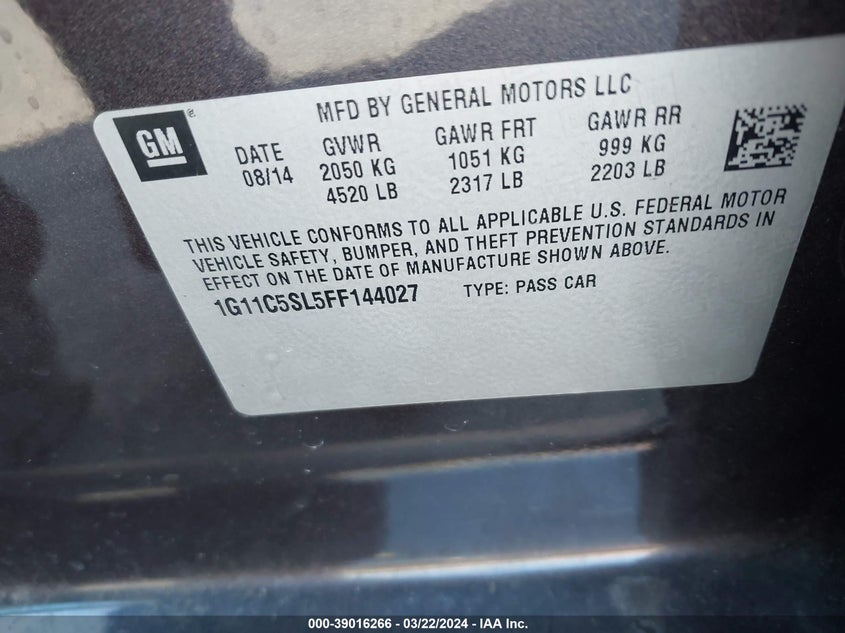 MFD BY GENERAL MOTORS LLC
GM
DATE
08/14
GVWR
2050 KG
4520 LB
GAWR FRT
1051 KG
2317 LB
GAWR RR
999 KG
2203 LB
THIS VEHICLE CONFORMS TO ALL APPLICABLE U.S. FEDERAL MOTOR
VEHICLE SAFETY, BUMPER, AND THEFT PREVENTION STANDARDS IN
EFFECT ON THE DATE OF MANUFACTURE SHOWN ABOVE.
1G11C5SL5FF144027 TYPE: PASS CAR
000-39016266 - 03/22/2024 - IAA Inc.